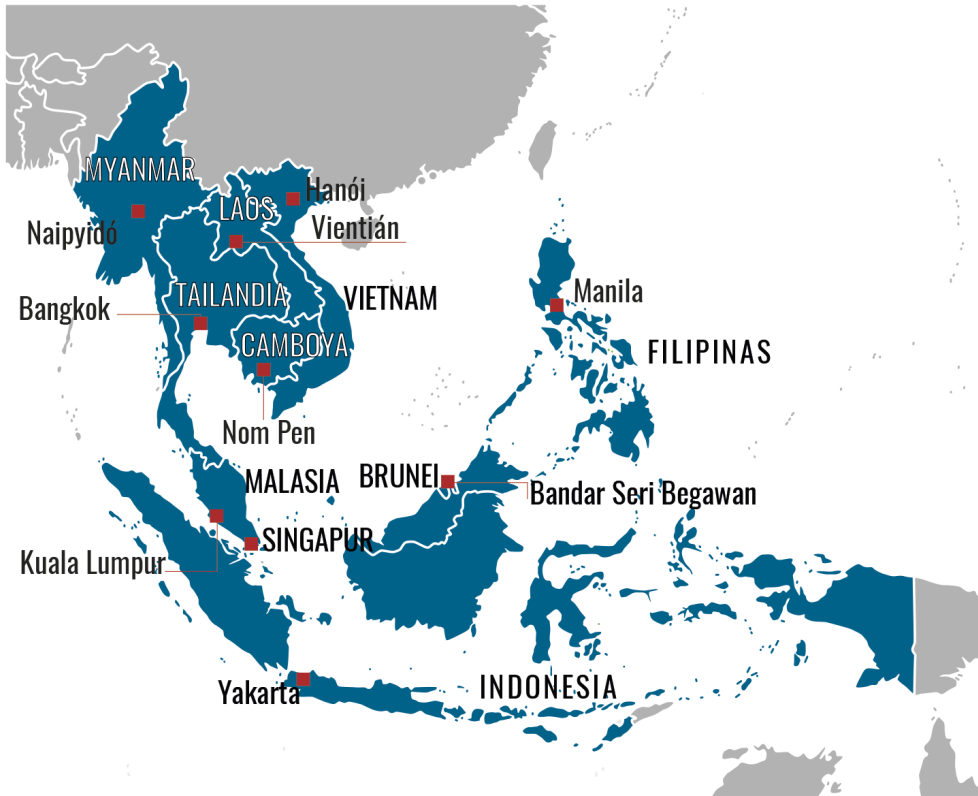 MYANMAR
Hanói
LAOS
Vientián
Naipyidó
TAILANDIA
VIETNAM
Bangkok
Manila
CAMBOYA
FILIPINAS
Nom Pen
MALASIA
BRUNEI
Bandar Seri Begawan
SINGAPUR
Kuala Lumpur
INDONESIA
Yakarta